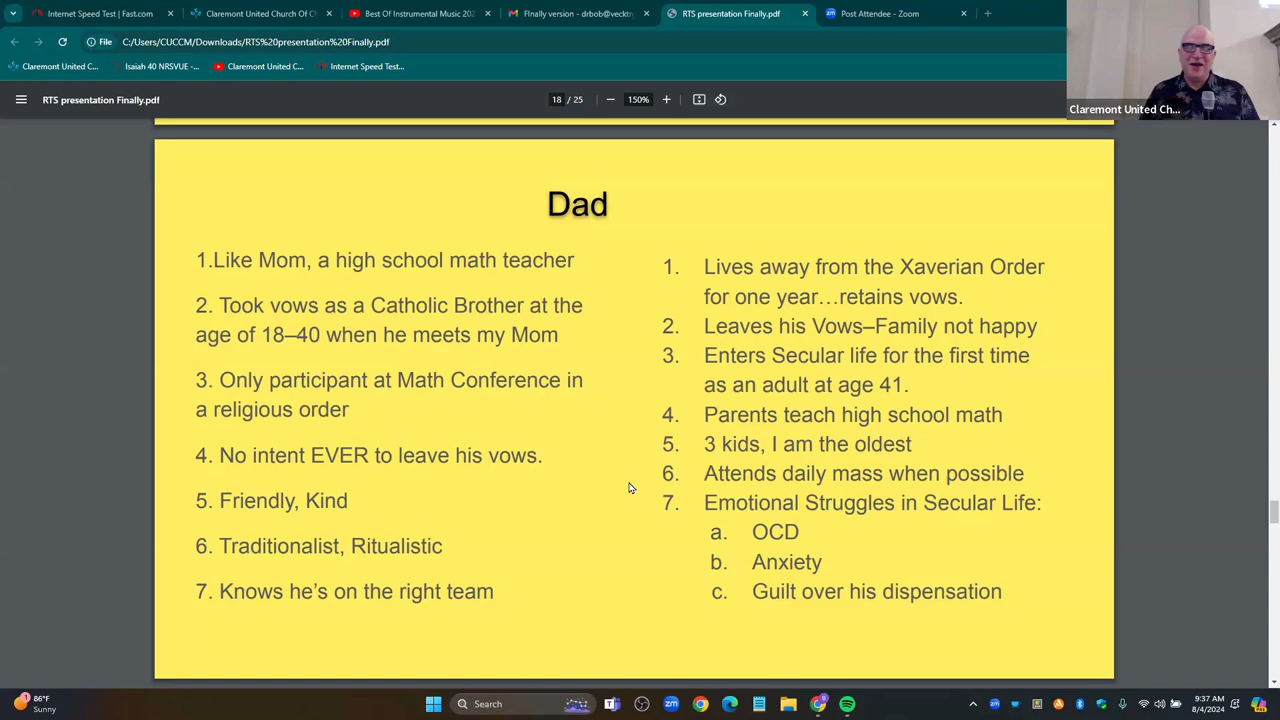 Internet Speed Test | Fast.com
Claremont United Church Of C
Best Of Instrumental Music 202
Finally version - drbob@vecktr
RTS presentation Finally.pdf
Post Attendee - Zoom
File
C:/Users/CUCCM/Downloads/RTS%20presentation%20Finally.pdf
Claremont United C...
Isaiah 40 NRSVUE -...
Claremont United C...
Internet Speed Test...
RTS presentation Finally.pdf
18 / 25
150%
Claremont United Ch...
Dad
1.Like Mom, a high school math teacher
2. Took vows as a Catholic Brother at the
age of 18–40 when he meets my Mom
3. Only participant at Math Conference in
a religious order
4. No intent EVER to leave his vows.
5. Friendly, Kind
6. Traditionalist, Ritualistic
7. Knows he's on the right team
1. Lives away from the Xaverian Order
for one year…retains vows.
2. Leaves his Vows–Family not happy
3. Enters Secular life for the first time
as an adult at age 41.
4. Parents teach high school math
5. 3 kids, I am the oldest
6. Attends daily mass when possible
7. Emotional Struggles in Secular Life:
a. OCD
b. Anxiety
c. Guilt over his dispensation
1
86°F
Sunny
Search
zm
9:37 AM
8/4/2024